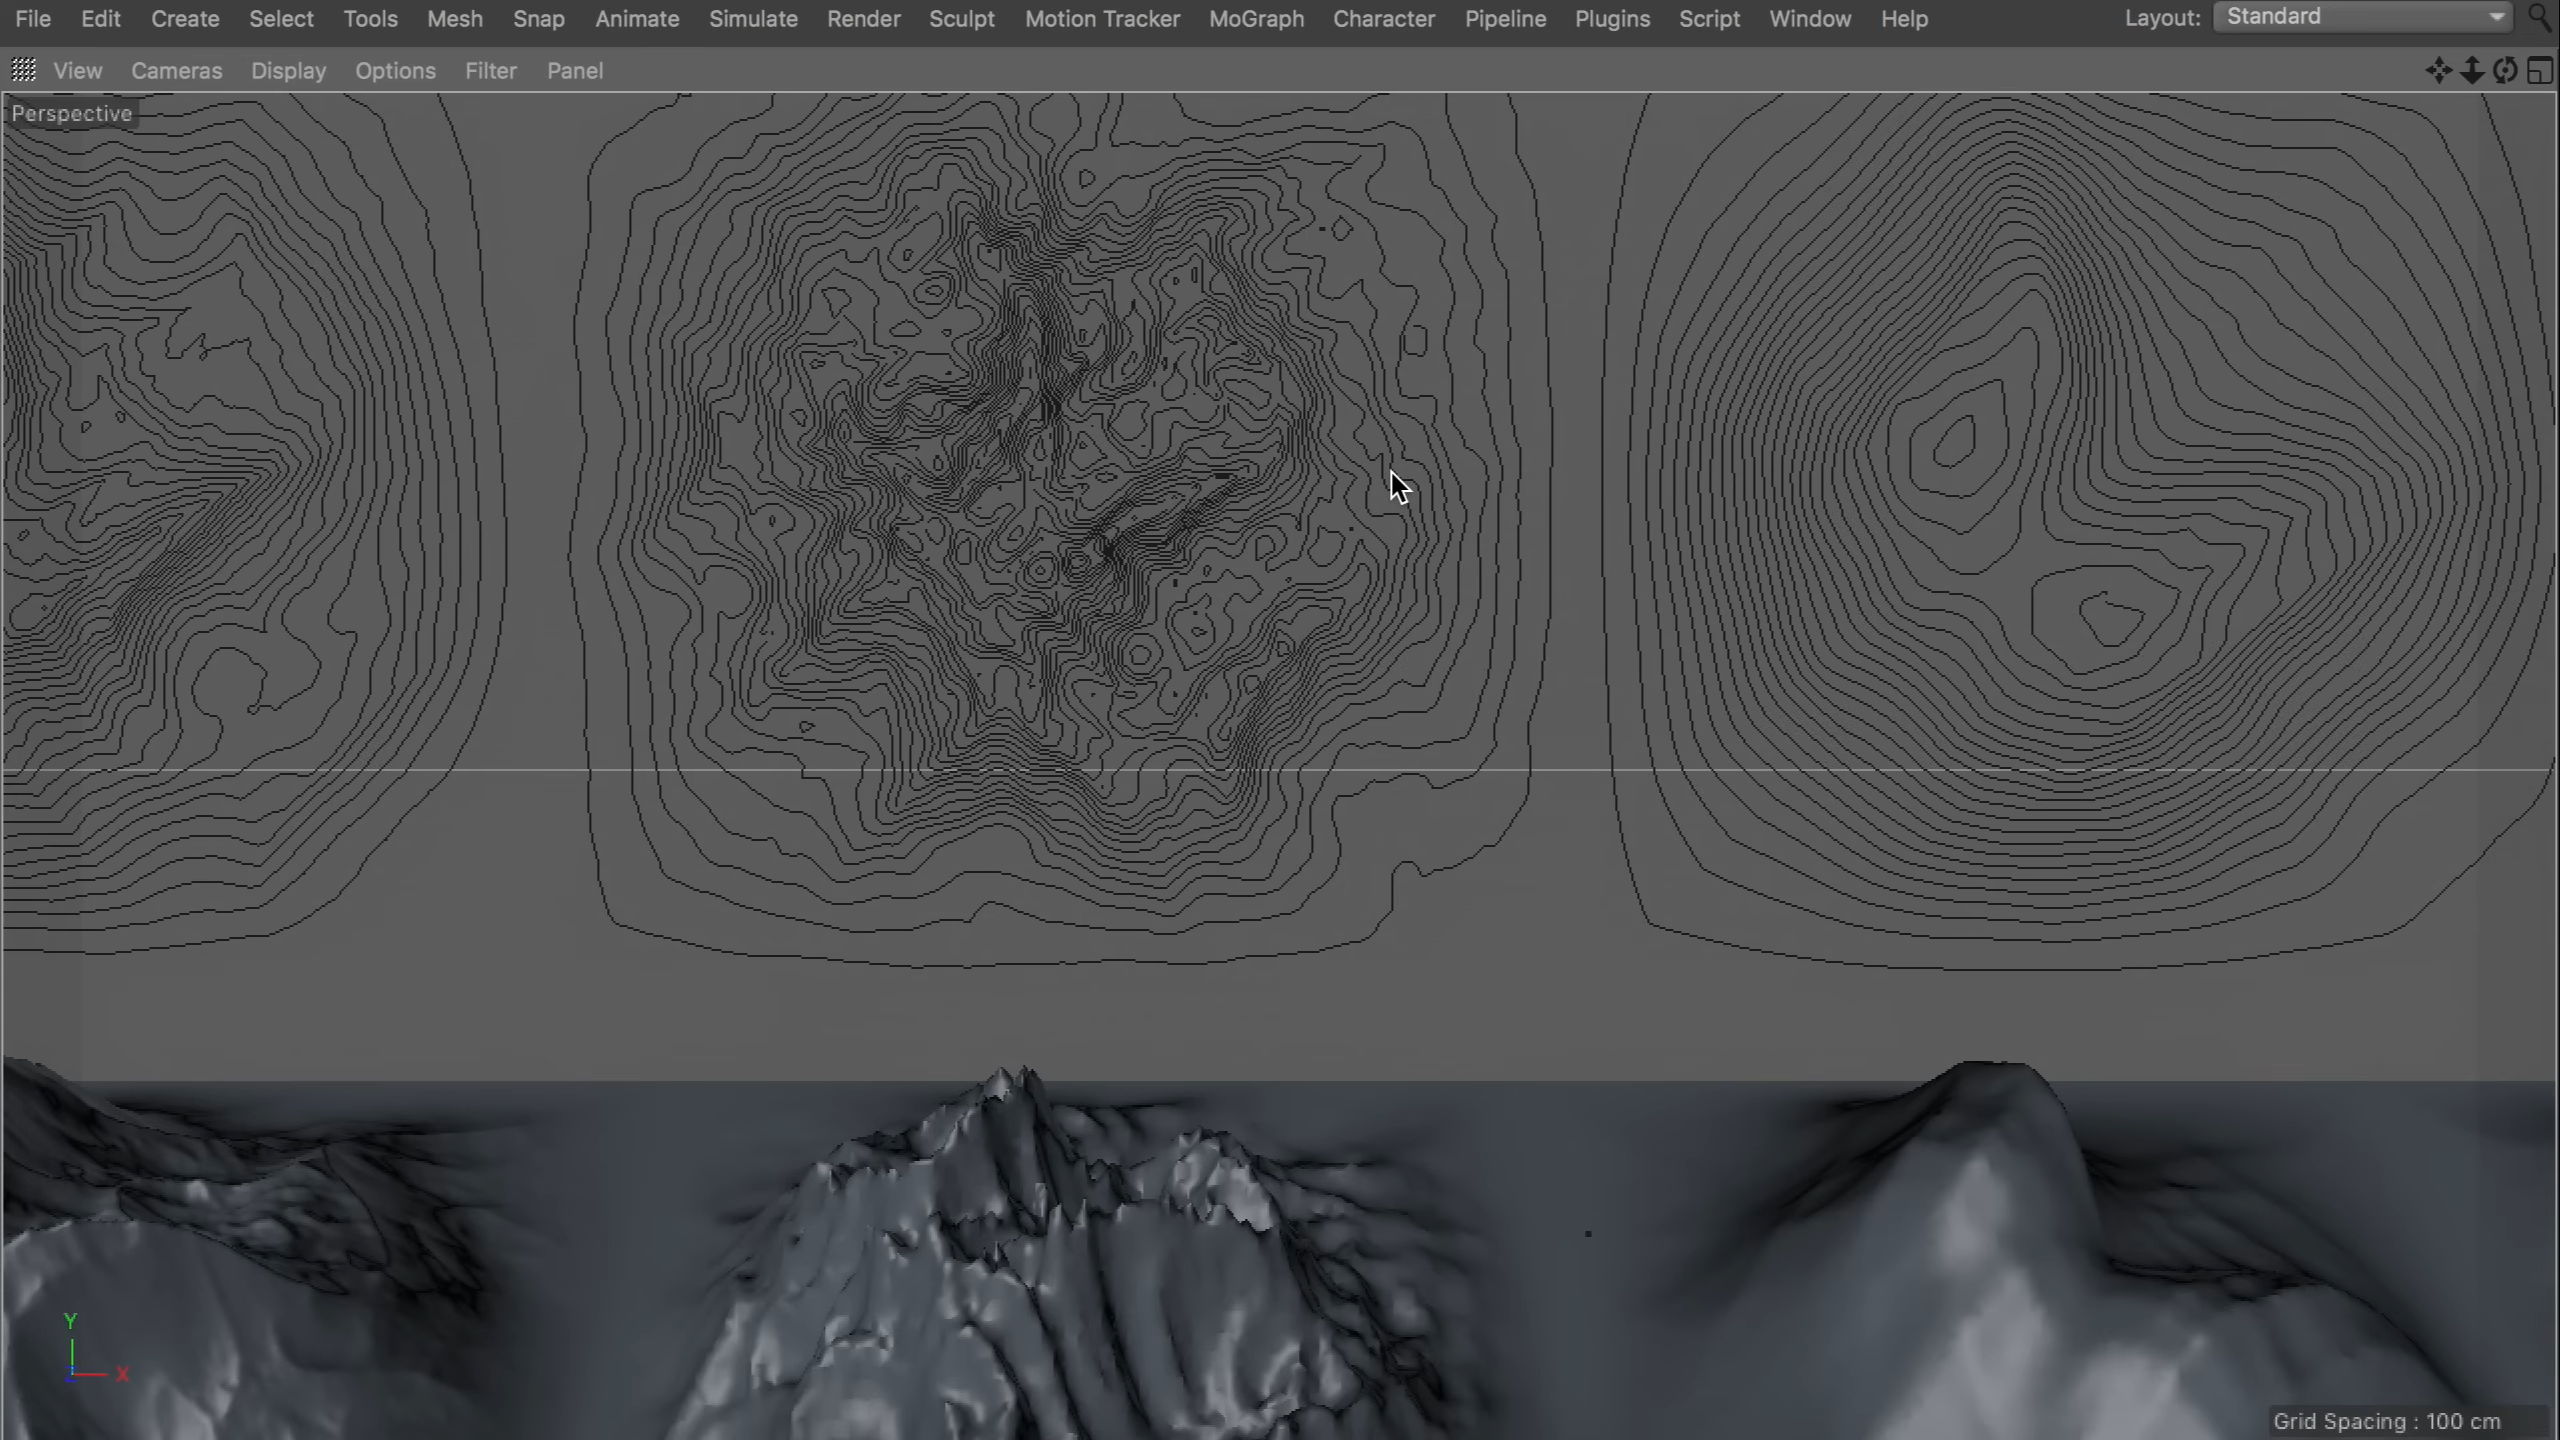 File Edit Create Select Tools Mesh Snap Animate Simulate Render Sculpt Motion Tracker MoGraph Character Pipeline Plugins Script Window Help Layout: Standard
View Cameras Display Options Filter Panel
Perspective
Y
Z X
Grid Spacing : 100 cm